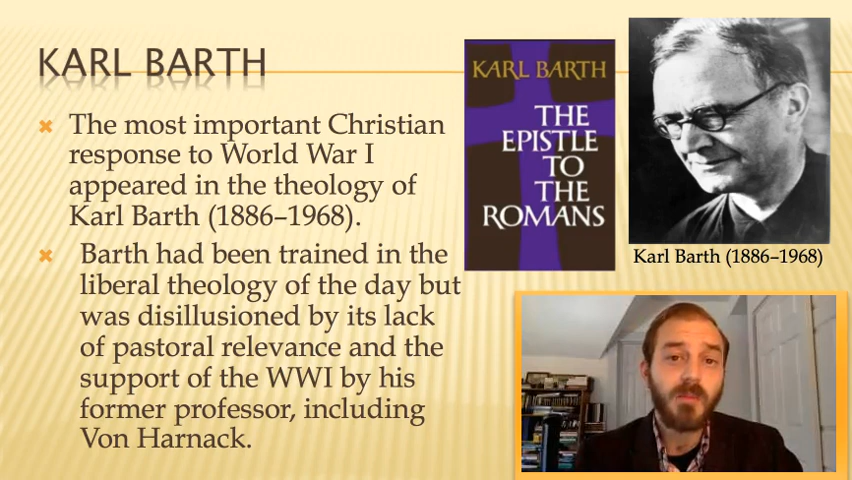 KARL BARTH
The most important Christian
response to World War I
appeared in the theology of
Karl Barth (1886–1968).
Barth had been trained in the
liberal theology of the day but
was disillusioned by its lack
of pastoral relevance and the
support of the WWI by his
former professor, including
Von Harnack.
KARL BARTH
THE
EPISTLE
TO
THE
ROMANS
Karl Barth (1886–1968)